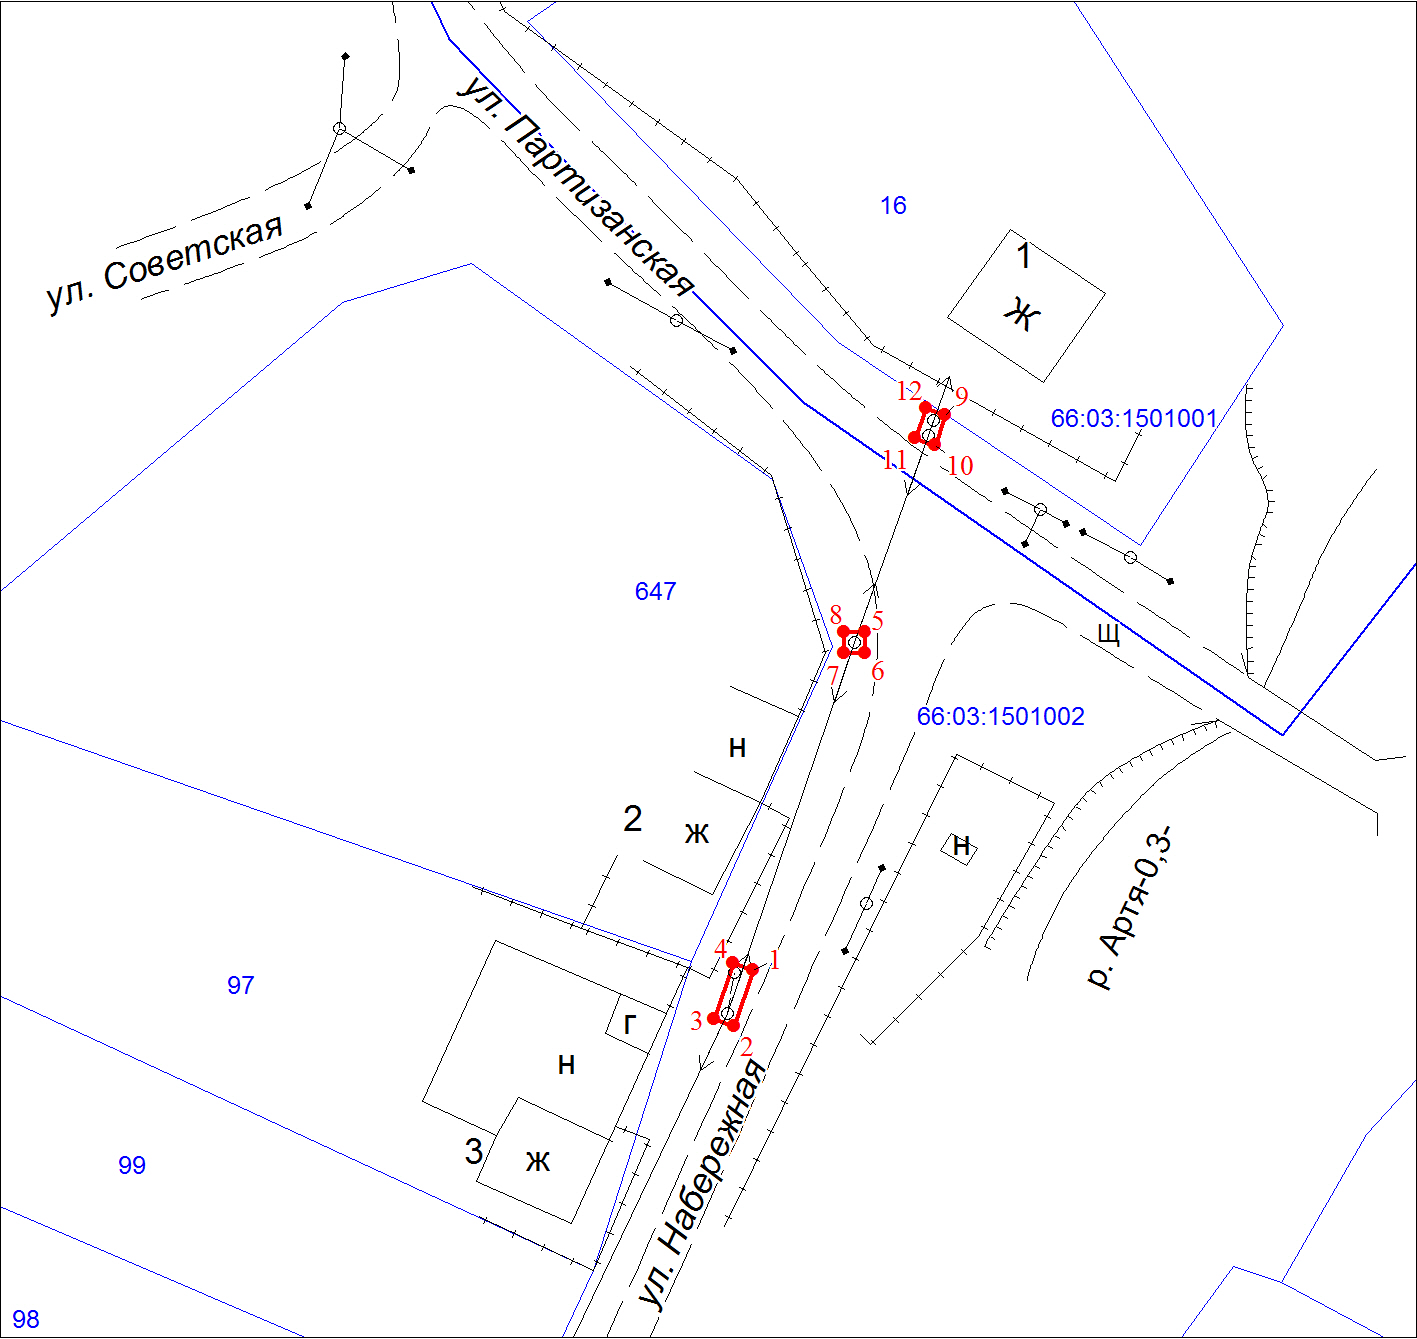 ул. Партизанская
ул. Советская
16
1
ж
12
9
66:03:1501001
11
10
647
8
5
7
6
щ
66:03:1501002
н
2
ж
н
р. Артя-0,3-
4
1
97
3
2
г
н
ул. Набережная
3
ж
99
98